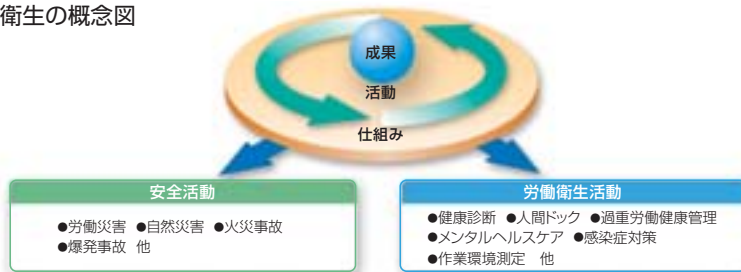 衛生の概念図
成果
活動
仕組み
安全活動
●労働災害 ●自然災害 ●火災事故
●爆発事故 他
労働衛生活動
●健康診断 ●人間ドック ●過重労働健康管理
●メンタルヘルスケア ●感染症対策
●作業環境測定 他